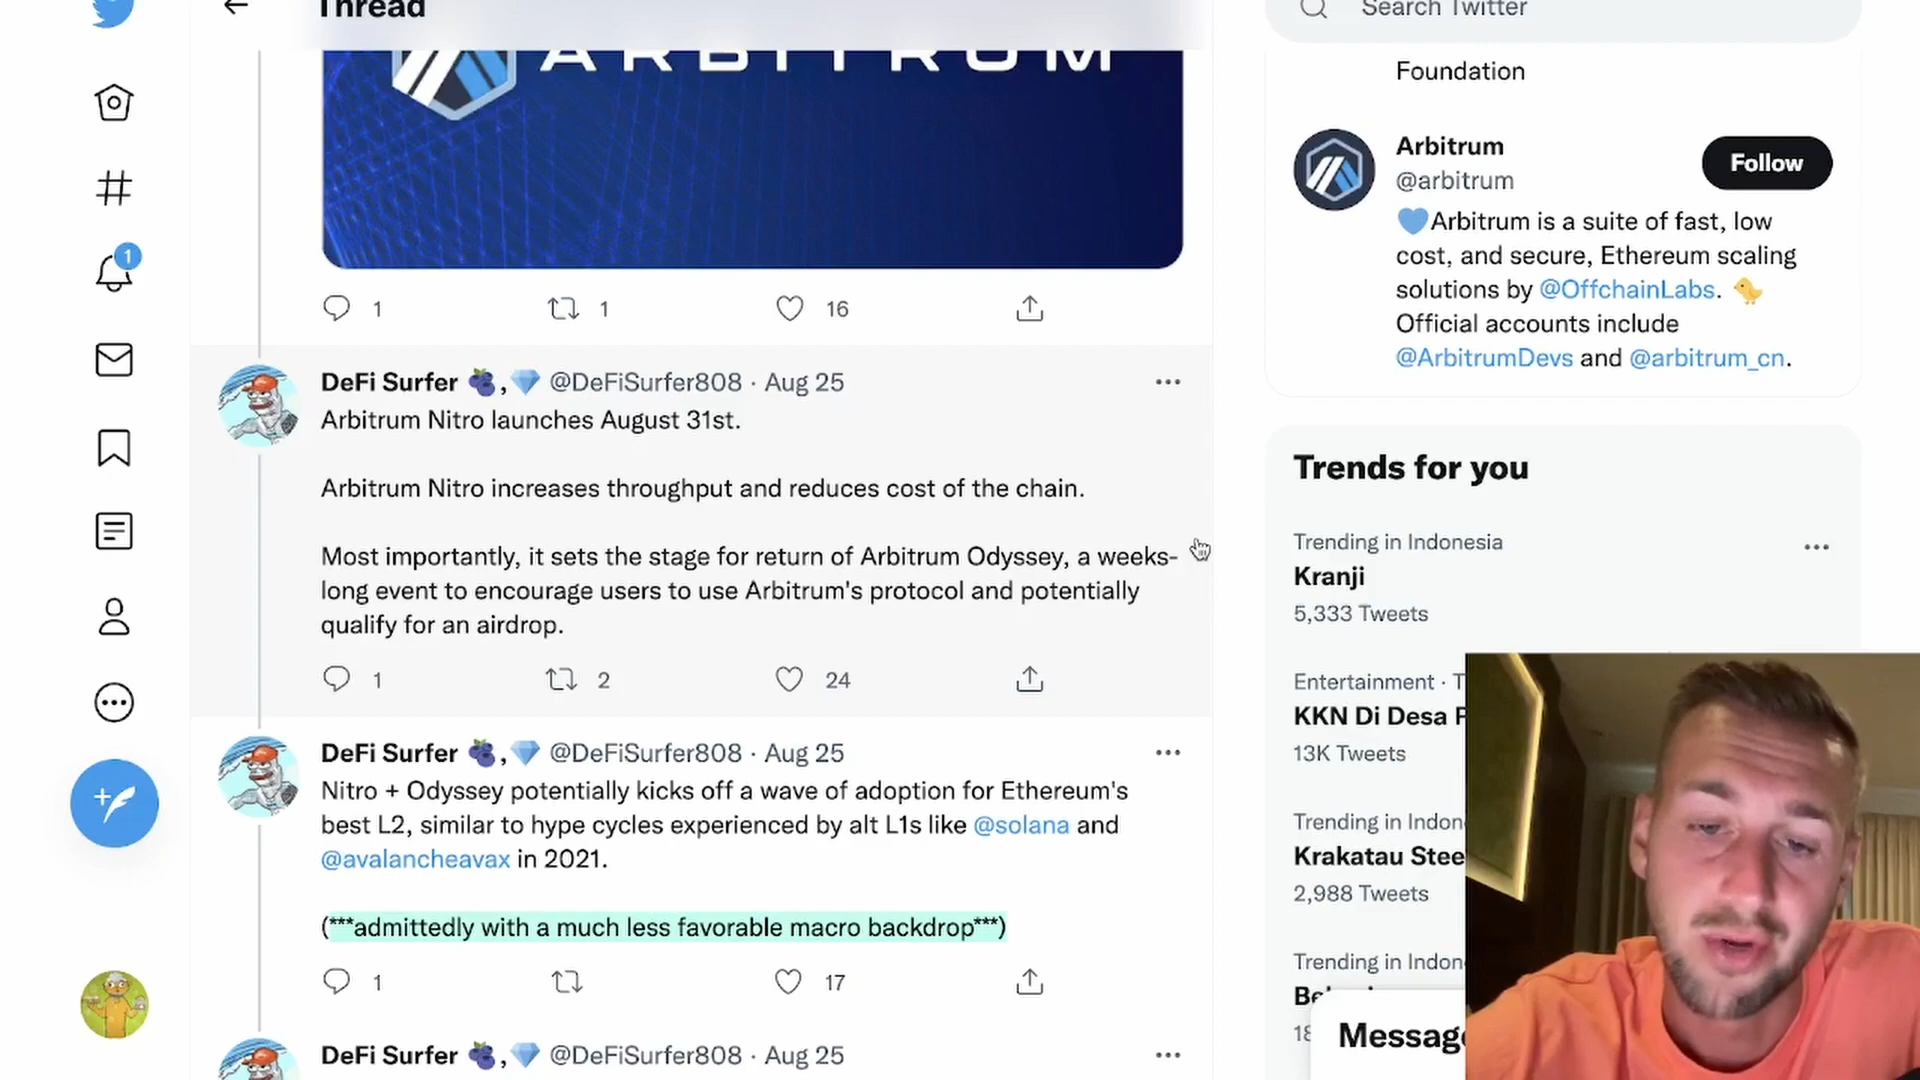 Thread
ARBITRUM
1
1
16
DeFi Surfer 🫐,💎 @DeFiSurfer808 · Aug 25
Arbitrum Nitro launches August 31st.
Arbitrum Nitro increases throughput and reduces cost of the chain.
Most importantly, it sets the stage for return of Arbitrum Odyssey, a weeks-
long event to encourage users to use Arbitrum's protocol and potentially
qualify for an airdrop.
1
2
24
DeFi Surfer 🫐,💎 @DeFiSurfer808 · Aug 25
Nitro + Odyssey potentially kicks off a wave of adoption for Ethereum's
best L2, similar to hype cycles experienced by alt L1s like @solana and
@avalancheavax in 2021.
(***admittedly with a much less favorable macro backdrop***)
1
17
DeFi Surfer 🫐,💎 @DeFiSurfer808 · Aug 25
1
Search Twitter
Foundation
Arbitrum
@arbitrum
Follow
💙Arbitrum is a suite of fast, low
cost, and secure, Ethereum scaling
solutions by @OffchainLabs. 🐤
Official accounts include
@ArbitrumDevs and @arbitrum_cn.
Trends for you
Trending in Indonesia
Kranji
5,333 Tweets
Entertainment · T
KKN Di Desa P
13K Tweets
Trending in Indon
Krakatau Stee
2,988 Tweets
Trending in Indon
18
Message